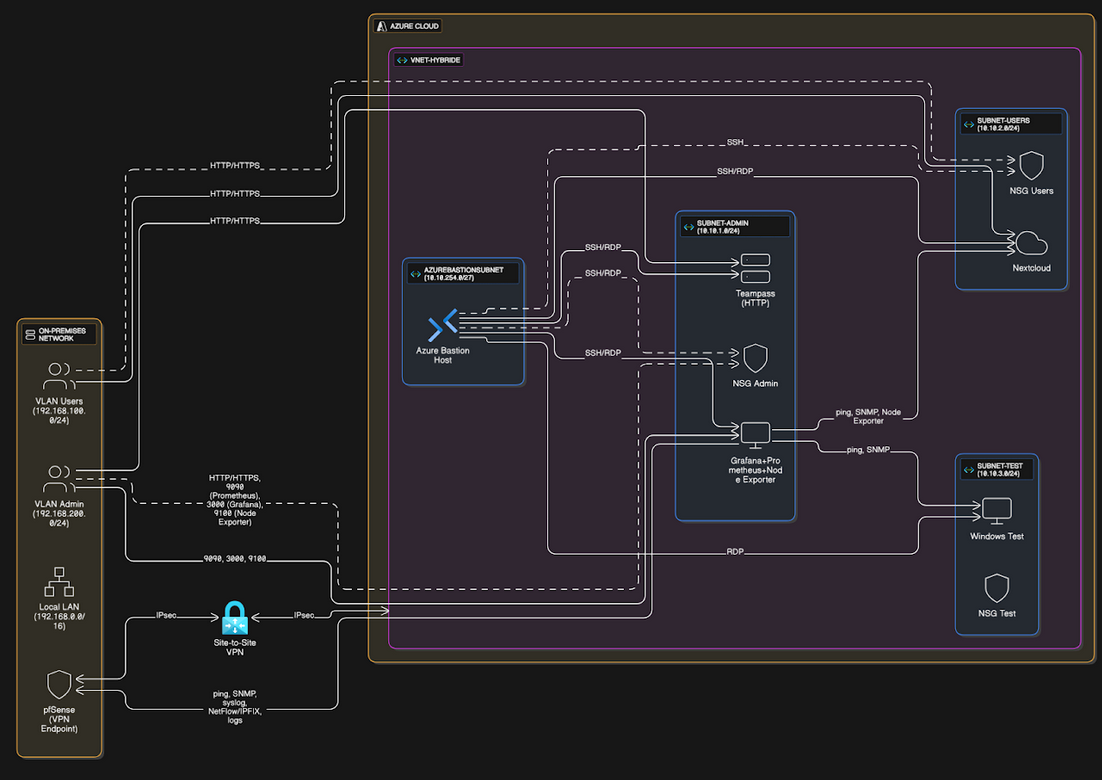 AZURE CLOUD
VNET-HYBRIDE
SUBNET-USERS
(10.10.2.0/24)
NSG Users
Nextcloud
HTTP/HTTPS
HTTP/HTTPS
HTTP/HTTPS
SSH
SSH/RDP
SUBNET-ADMIN
(10.10.1.0/24)
SSH/RDP
SSH/RDP
SSH/RDP
Teampass
(HTTP)
NSG Admin
Grafana+Pro
metheus+Nod
e Exporter
AZUREBASTIONSUBNET
(10.10.254.0/27)
Azure Bastion
Host
ping, SNMP, Node
Exporter
ping, SNMP
RDP
SUBNET-TEST
(10.10.3.0/24)
Windows Test
NSG Test
ON-PREMISES
NETWORK
VLAN Users
(192.168.100.
0/24)
VLAN Admin
(192.168.200.
0/24)
Local LAN
(192.168.0.0/
16)
pfSense
(VPN
Endpoint)
HTTP/HTTPS,
9090
(Prometheus),
3000 (Grafana),
9100 (Node
Exporter)
9090, 3000, 9100
IPsec
IPsec
Site-to-Site
VPN
ping, SNMP,
syslog,
NetFlow/IPFIX,
logs